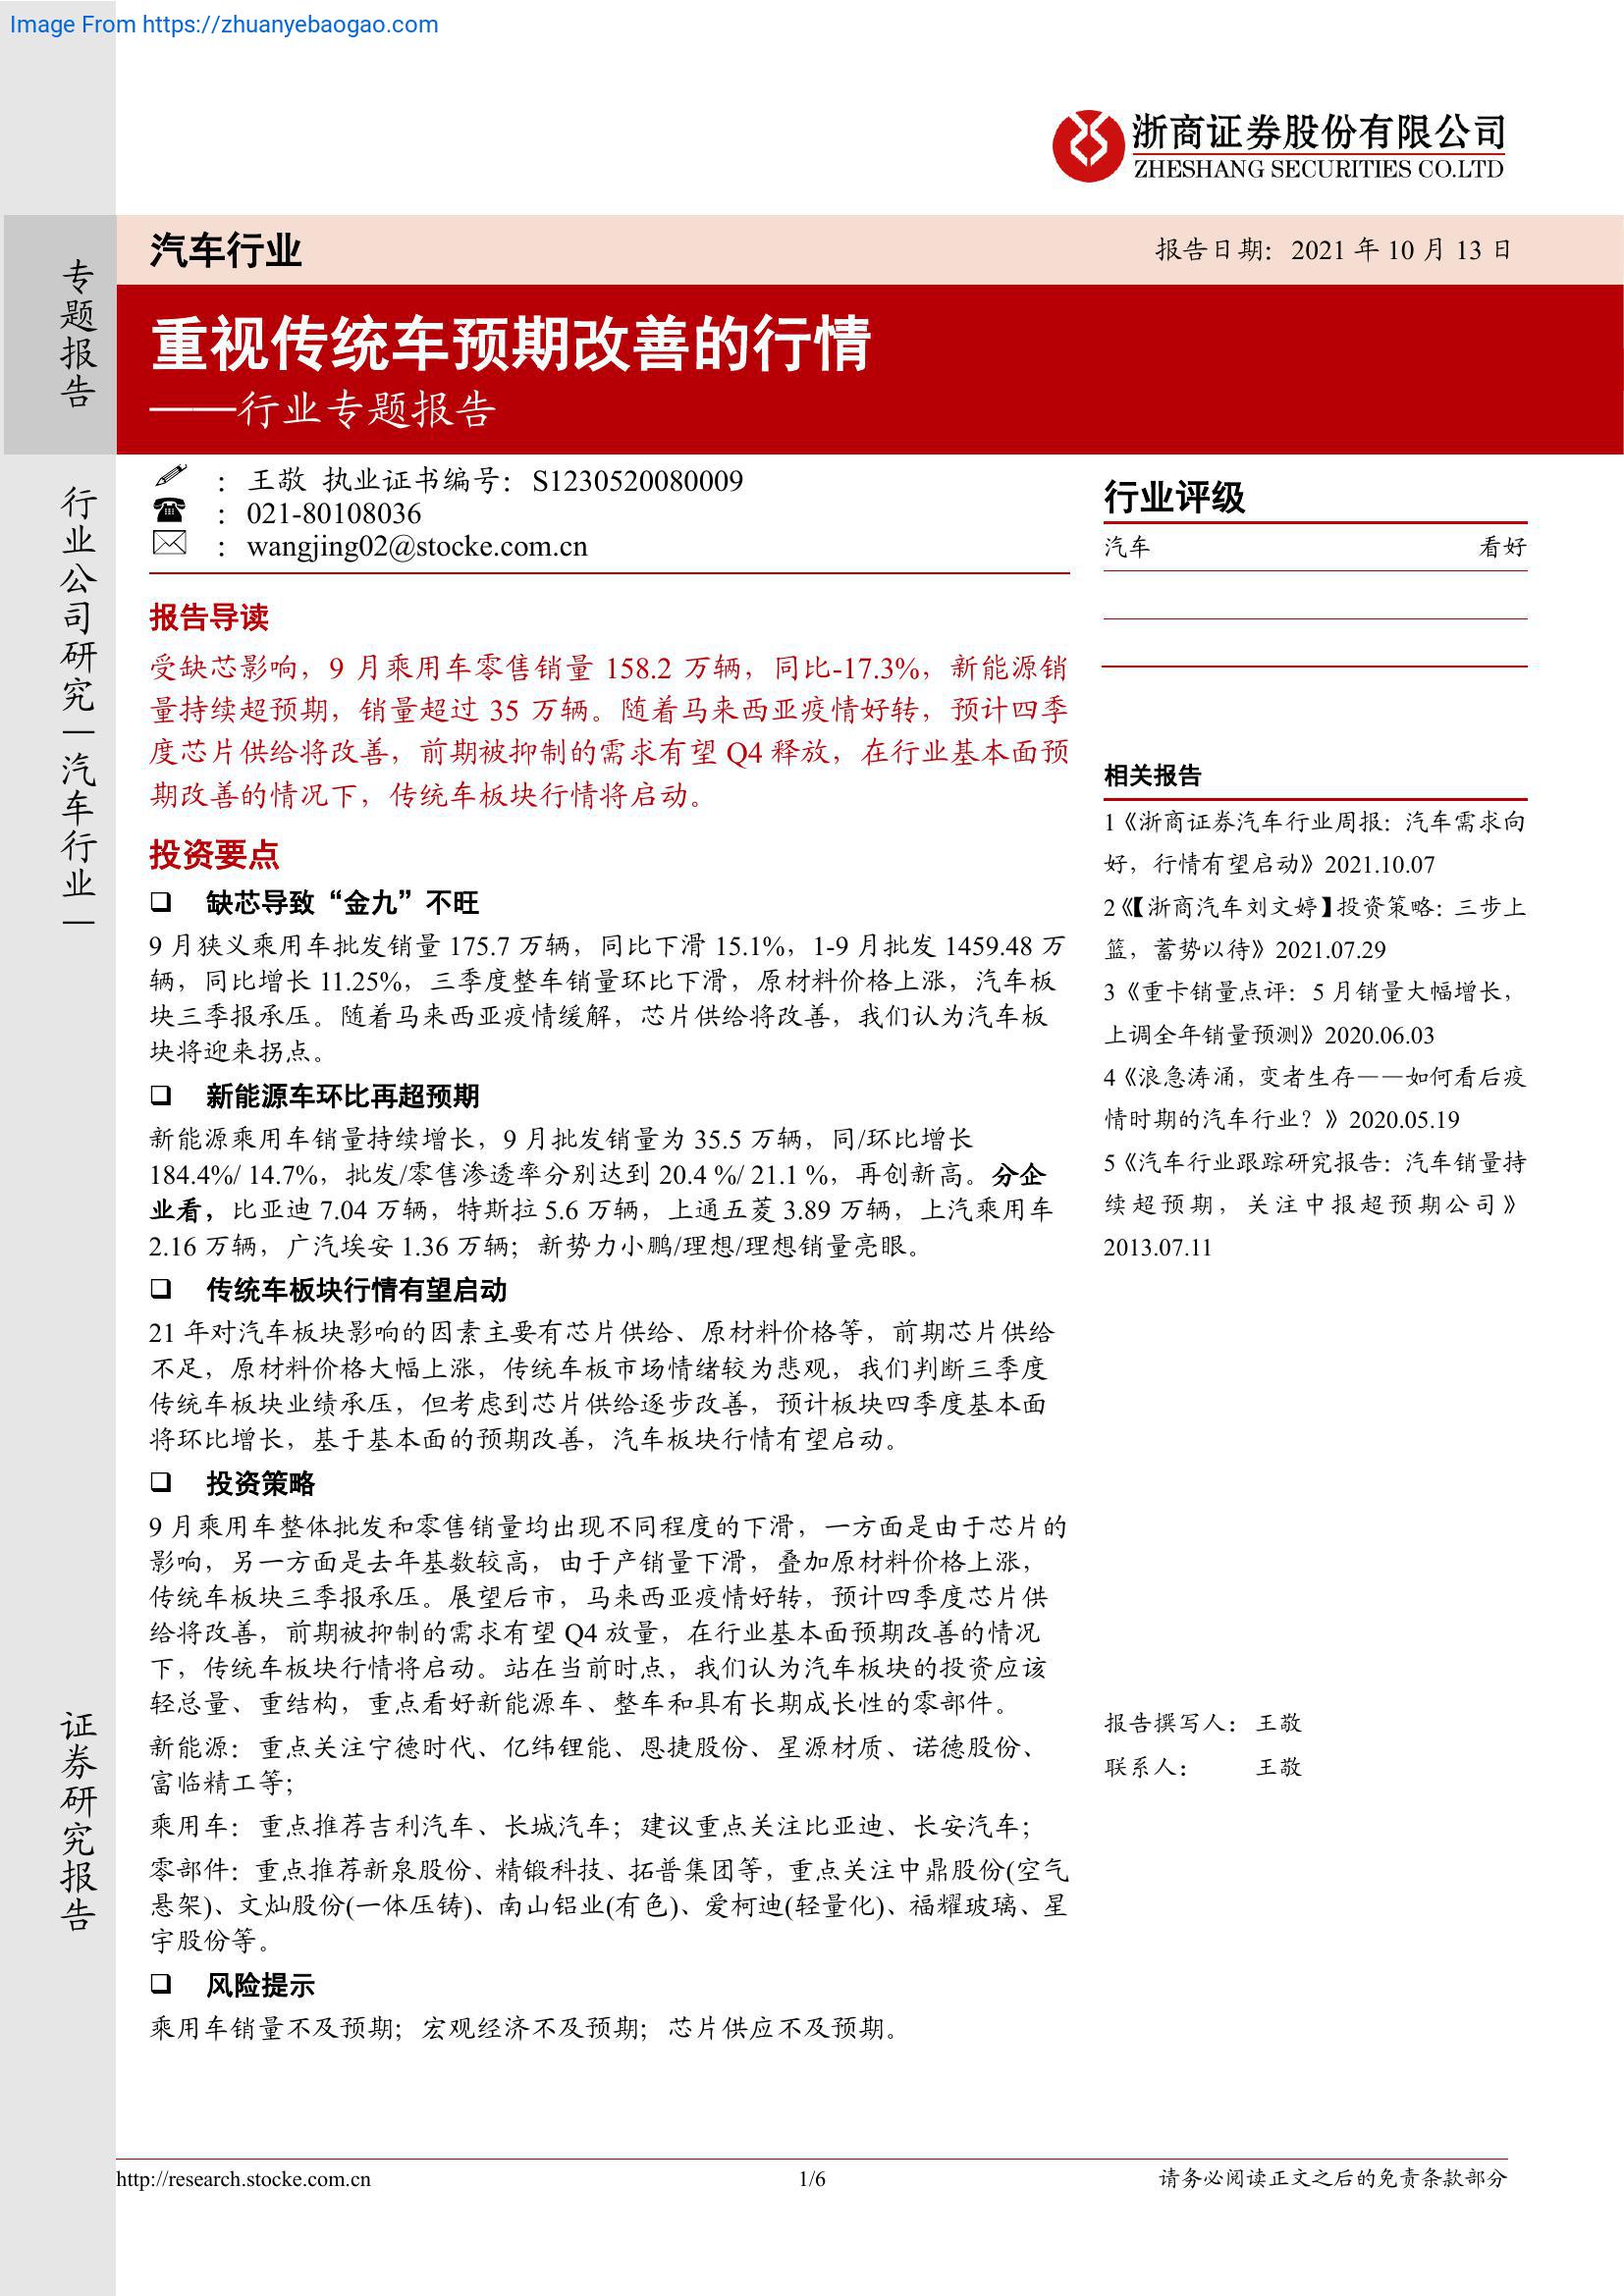 Image From https://zhuanyebaogao.com
浙商证券股份有限公司
ZHESHANG SECURITIES CO.LTD
专题报告
汽车行业
报告日期：2021 年 10 月 13 日
重视传统车预期改善的行情
——行业专题报告
行业公司研究|汽车行业|
证券研究报告
： 王敬 执业证书编号：S1230520080009
： 021-80108036
： wangjing02@stocke.com.cn
报告导读
受缺芯影响，9 月乘用车零售销量 158.2 万辆，同比-17.3%，新能源销
量持续超预期，销量超过 35 万辆。随着马来西亚疫情好转，预计四季
度芯片供给将改善，前期被抑制的需求有望 Q4 释放，在行业基本面预
期改善的情况下，传统车板块行情将启动。
投资要点
❑ 缺芯导致“金九”不旺
9 月狭义乘用车批发销量 175.7 万辆，同比下滑 15.1%，1-9 月批发 1459.48 万
辆，同比增长 11.25%，三季度整车销量环比下滑，原材料价格上涨，汽车板
块三季报承压。随着马来西亚疫情缓解，芯片供给将改善，我们认为汽车板
块将迎来拐点。
❑ 新能源车环比再超预期
新能源乘用车销量持续增长，9 月批发销量为 35.5 万辆，同/环比增长
184.4%/ 14.7%，批发/零售渗透率分别达到 20.4 %/ 21.1 %，再创新高。分企
业看，比亚迪 7.04 万辆，特斯拉 5.6 万辆，上通五菱 3.89 万辆，上汽乘用车
2.16 万辆，广汽埃安 1.36 万辆；新势力小鹏/理想/理想销量亮眼。
❑ 传统车板块行情有望启动
21 年对汽车板块影响的因素主要有芯片供给、原材料价格等，前期芯片供给
不足，原材料价格大幅上涨，传统车板市场情绪较为悲观，我们判断三季度
传统车板块业绩承压，但考虑到芯片供给逐步改善，预计板块四季度基本面
将环比增长，基于基本面的预期改善，汽车板块行情有望启动。
❑ 投资策略
9 月乘用车整体批发和零售销量均出现不同程度的下滑，一方面是由于芯片的
影响，另一方面是去年基数较高，由于产销量下滑，叠加原材料价格上涨，
传统车板块三季报承压。展望后市，马来西亚疫情好转，预计四季度芯片供
给将改善，前期被抑制的需求有望 Q4 放量，在行业基本面预期改善的情况
下，传统车板块行情将启动。站在当前时点，我们认为汽车板块的投资应该
轻总量、重结构，重点看好新能源车、整车和具有长期成长性的零部件。
新能源：重点关注宁德时代、亿纬锂能、恩捷股份、星源材质、诺德股份、
富临精工等；
乘用车：重点推荐吉利汽车、长城汽车；建议重点关注比亚迪、长安汽车；
零部件：重点推荐新泉股份、精锻科技、拓普集团等，重点关注中鼎股份(空气
悬架)、文灿股份(一体压铸)、南山铝业(有色)、爱柯迪(轻量化)、福耀玻璃、星
宇股份等。
❑ 风险提示
乘用车销量不及预期；宏观经济不及预期；芯片供应不及预期。
行业评级
汽车 看好
相关报告
1《浙商证券汽车行业周报：汽车需求向
好，行情有望启动》2021.10.07
2《【浙商汽车刘文婷】投资策略：三步上
篮，蓄势以待》2021.07.29
3《重卡销量点评：5 月销量大幅增长，
上调全年销量预测》2020.06.03
4《浪急涛涌，变者生存——如何看后疫
情时期的汽车行业？》2020.05.19
5《汽车行业跟踪研究报告：汽车销量持
续超预期，关注中报超预期公司》
2013.07.11
报告撰写人：王敬
联系人： 王敬
http://research.stocke.com.cn
1/6
请务必阅读正文之后的免责条款部分